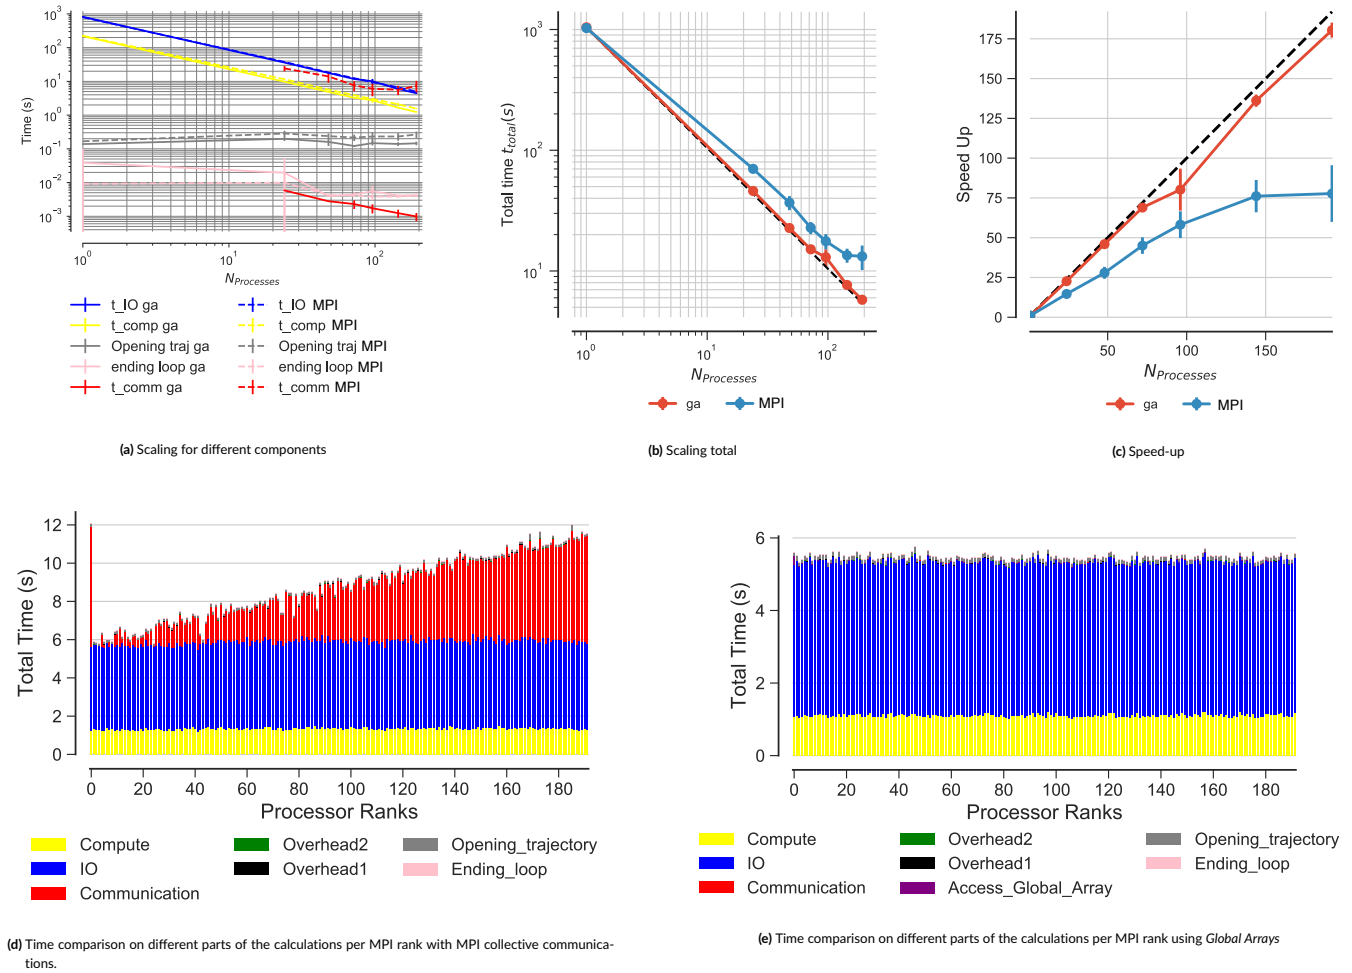 10³
10²
10¹
10⁰
10⁻¹
10⁻²
10⁻³
Time (s)
10⁰
10¹
10²
N_Processes
t_IO ga
t_IO MPI
t_comp ga
t_comp MPI
Opening traj ga
Opening traj MPI
ending loop ga
ending loop MPI
t_comm ga
t_comm MPI
(a) Scaling for different components
10³
10²
10¹
Total time t_total(s)
10⁰
10¹
10²
N_Processes
ga
MPI
(b) Scaling total
175
150
125
100
75
50
25
0
Speed Up
50
100
150
N_Processes
ga
MPI
(c) Speed-up
12
10
8
6
4
2
0
Total Time (s)
0 20 40 60 80 100 120 140 160 180
Processor Ranks
Compute
Overhead2
Opening_trajectory
IO
Overhead1
Ending_loop
Communication
(d) Time comparison on different parts of the calculations per MPI rank with MPI collective communica-
tions.
6
4
2
0
Total Time (s)
0 20 40 60 80 100 120 140 160 180
Processor Ranks
Compute
Overhead2
Opening_trajectory
IO
Overhead1
Ending_loop
Communication
Access_Global_Array
(e) Time comparison on different parts of the calculations per MPI rank using Global Arrays